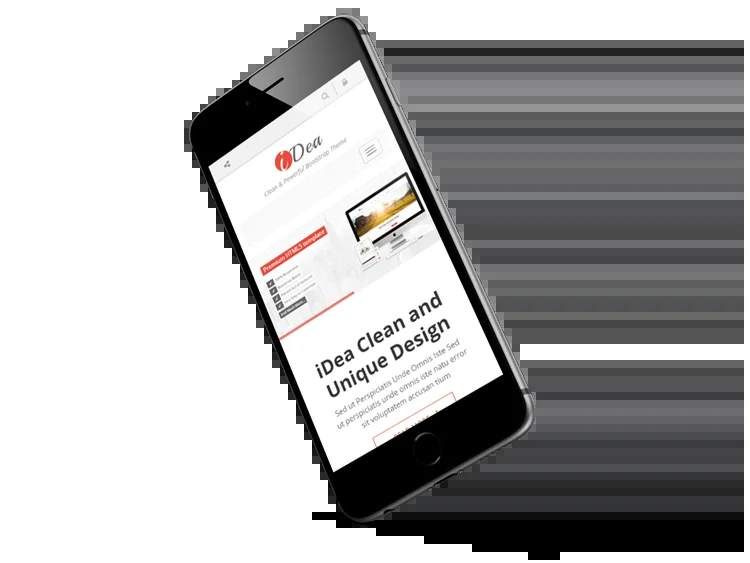 iDea
Clean & Powerful Bootstrap Theme
Premium HTML5 template
iDea Clean and
Unique Design
Sed ut Perspiciatis Unde Omnis Iste Sed
ut perspiciatis unde omnis iste natu error
sit voluptatem accusan tium